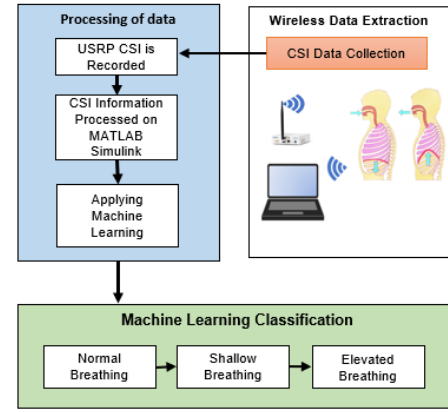 Processing of data
USRP CSI is
Recorded
CSI Information
Processed on
MATLAB
Simulink
Applying
Machine
Learning
Wireless Data Extraction
CSI Data Collection
Machine Learning Classification
Normal
Breathing
Shallow
Breathing
Elevated
Breathing